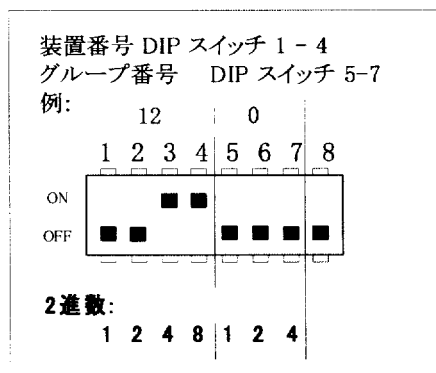 装置番号 DIP スイッチ 1 - 4
グループ番号 DIP スイッチ 5-7
例:
12 0
1 2 3 4 5 6 7 8
ON
OFF
2進数:
1 2 4 8 1 2 4